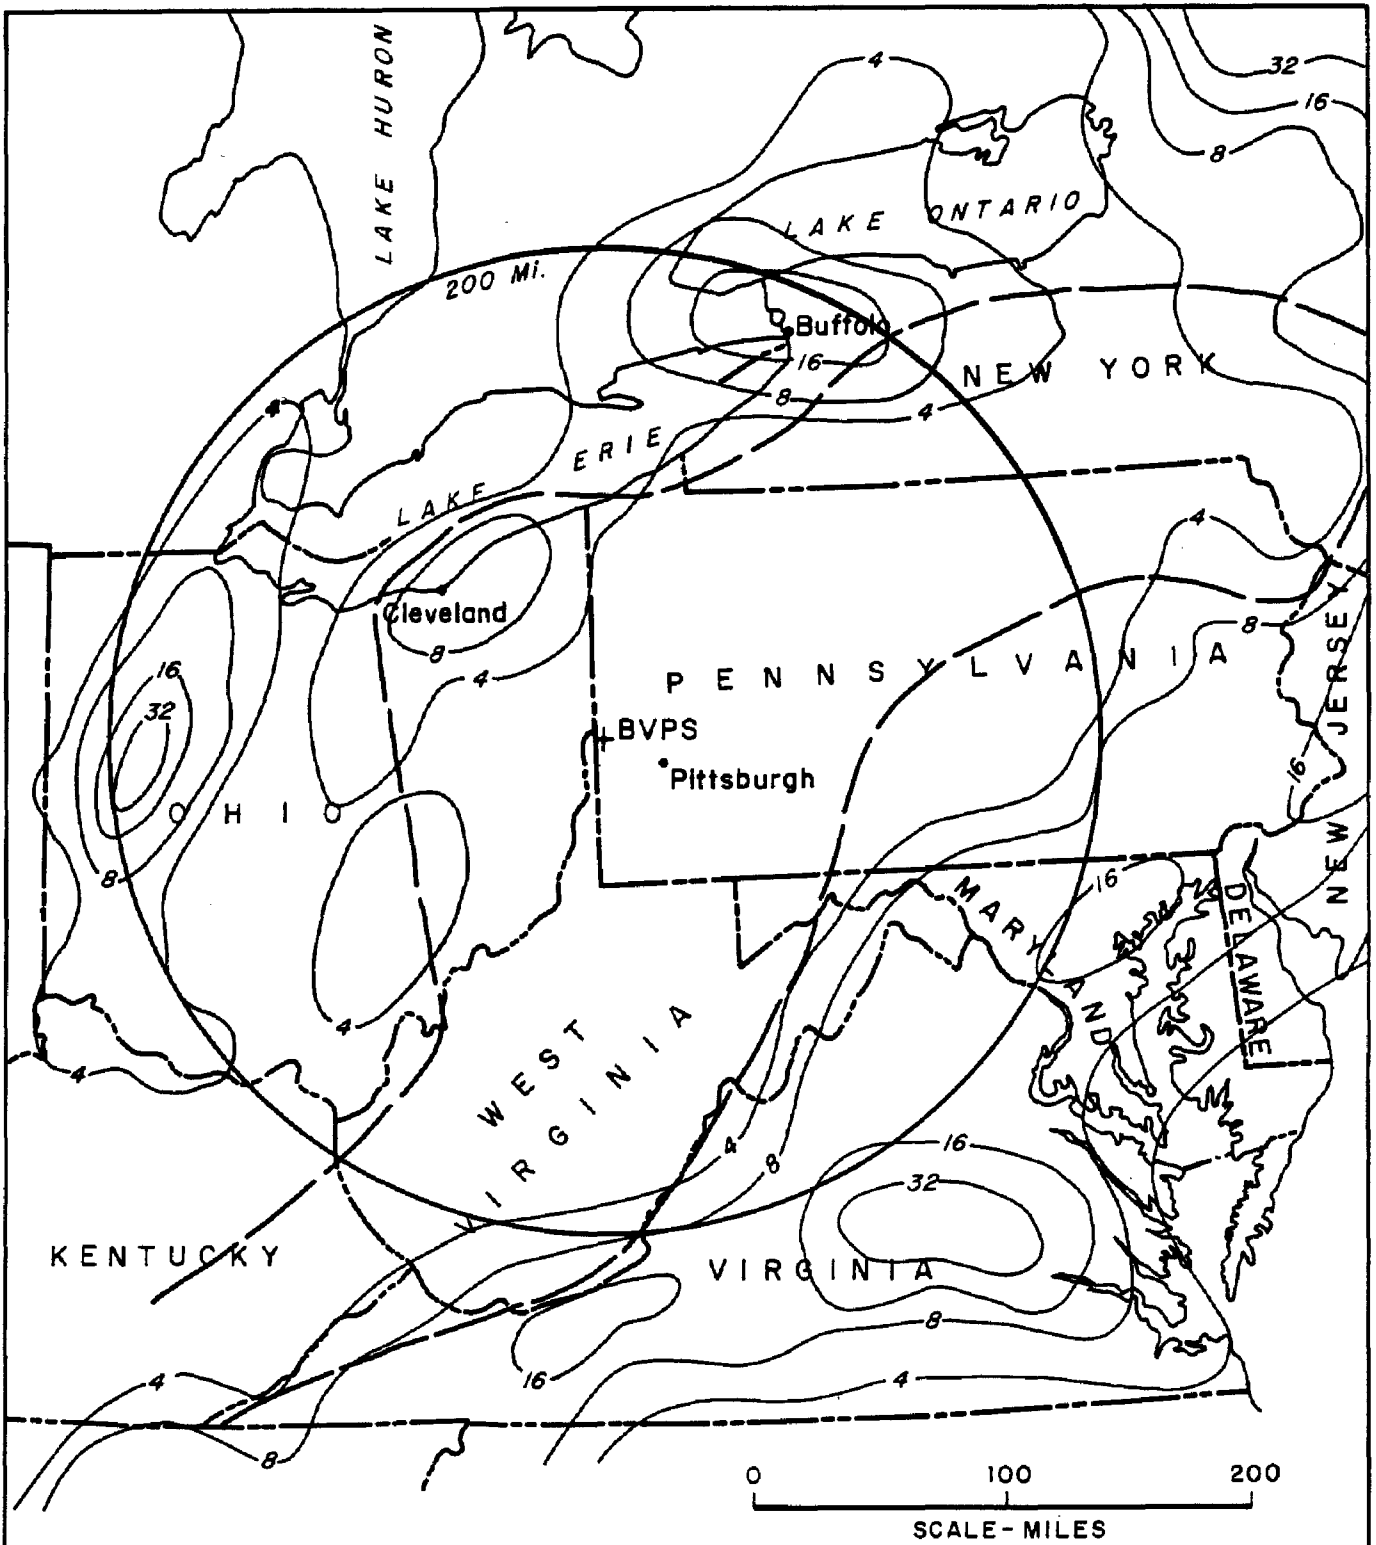 LAKE HURON
4
32
16
8
LAKE ONTARIO
200 Mi.
Buffalo
16
8
4
NEW YORK
4
LAKE ERIE
4
Cleveland
8
4
8
PENNSYLVANIA
NEW JERSEY
16
32
BVPS
Pittsburgh
16
OHIO
8
16
MARYLAND
DELAWARE
4
WEST VIRGINIA
4
4
8
16
32
KENTUCKY
VIRGINIA
8
16
4
4
8
0 100 200
SCALE-MILES